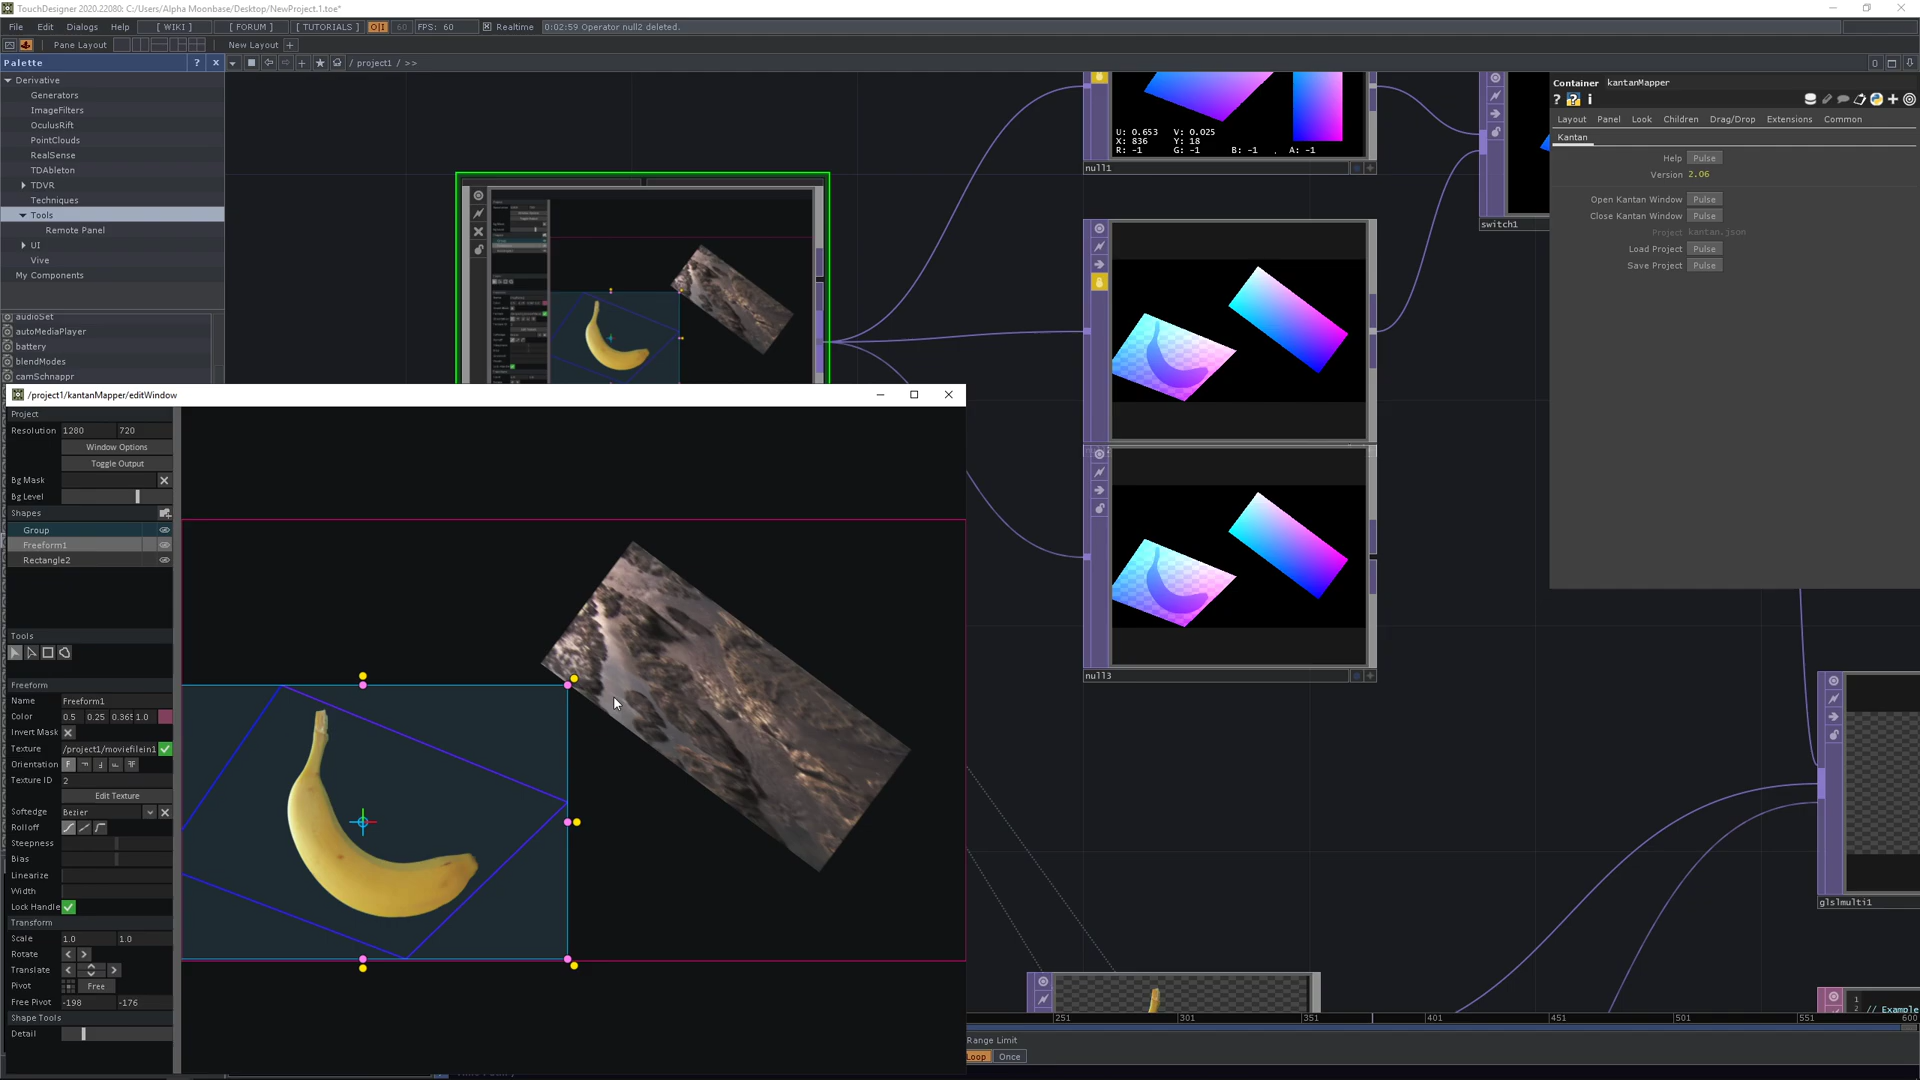 TouchDesigner 2020.22080: C:/Users/Alpha Moonbase/Desktop/NewProject.1.toe*
File Edit Dialogs Help [ WIKI ] [ FORUM ] [ TUTORIALS ] O|I 60 FPS: 60 Realtime 0:02:59 Operator null2 deleted.
Pane Layout New Layout +
Palette ? x / project1 / >> 0
Derivative
Generators
ImageFilters
OculusRift
PointClouds
RealSense
TDAbleton
TDVR
Techniques
Tools
Remote Panel
UI
Vive
My Components
audioSet
autoMediaPlayer
battery
blendModes
camSchnappr
U: 0.653 V: 0.025
X: 836 Y: 18
R: -1 G: -1 B: -1 A: -1
null1
switch1
null3
glslmulti1
1
2 // Example
Container kantanMapper
? ? i
Layout Panel Look Children Drag/Drop Extensions Common
Kantan
Help Pulse
Version 2.06
Open Kantan Window Pulse
Close Kantan Window Pulse
Project kantan.json
Load Project Pulse
Save Project Pulse
/project1/kantanMapper/editWindow
Project
Resolution 1280 720
Window Options
Toggle Output
Bg Mask
Bg Level
Shapes
Group
Freeform1
Rectangle2
Tools
Freeform
Name Freeform1
Color 0.5 0.25 0.365 1.0
Invert Mask
Texture /project1/moviefilein1
Orientation
Texture ID 2
Edit Texture
Softedge Bezier
Rolloff
Steepness
Bias
Linearize
Width
Lock Handle
Transform
Scale 1.0 1.0
Rotate
Translate
Pivot Free
Free Pivot -198 -176
Shape Tools
Detail
251 301 351 401 451 501 551 600
Range Limit
Loop Once